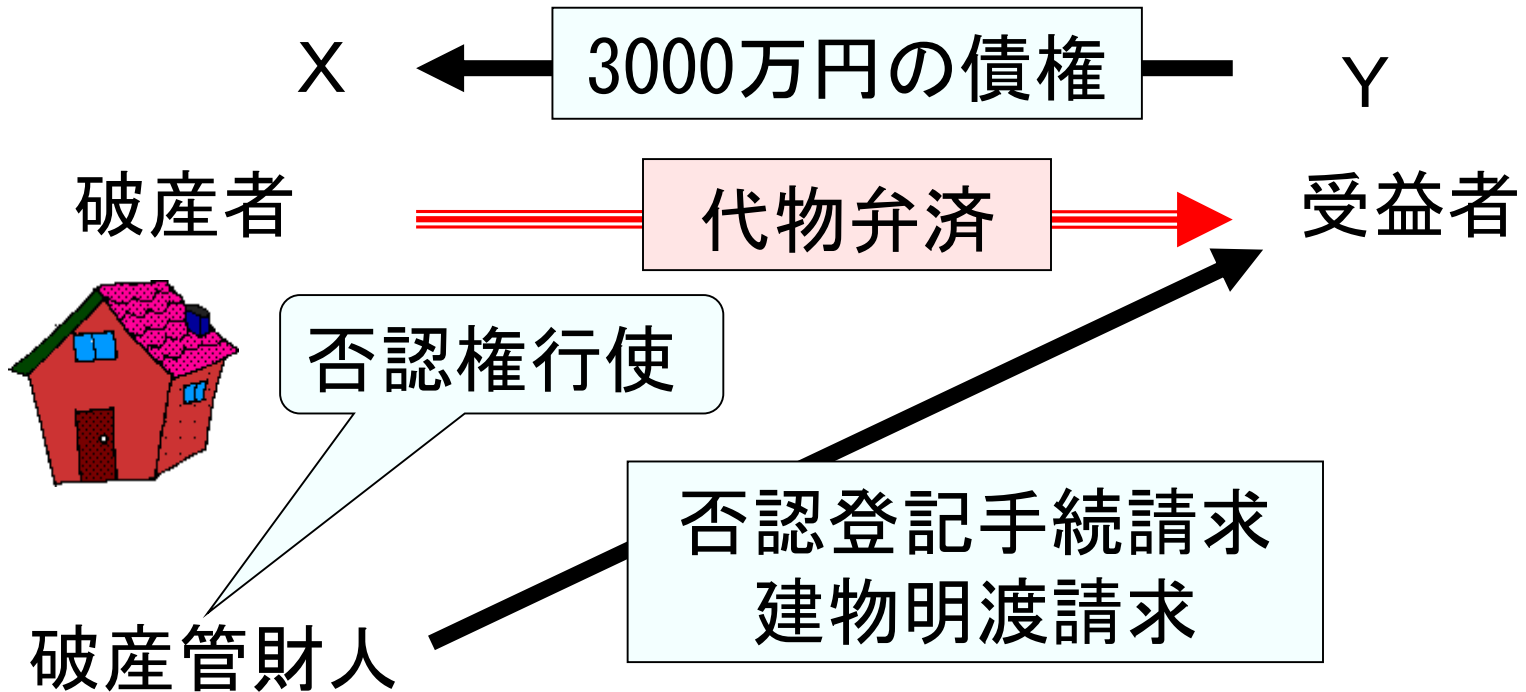 X
3000万円の債権
Y
破産者
代物弁済
受益者
否認権行使
否認登記手続請求
建物明渡請求
破産管財人